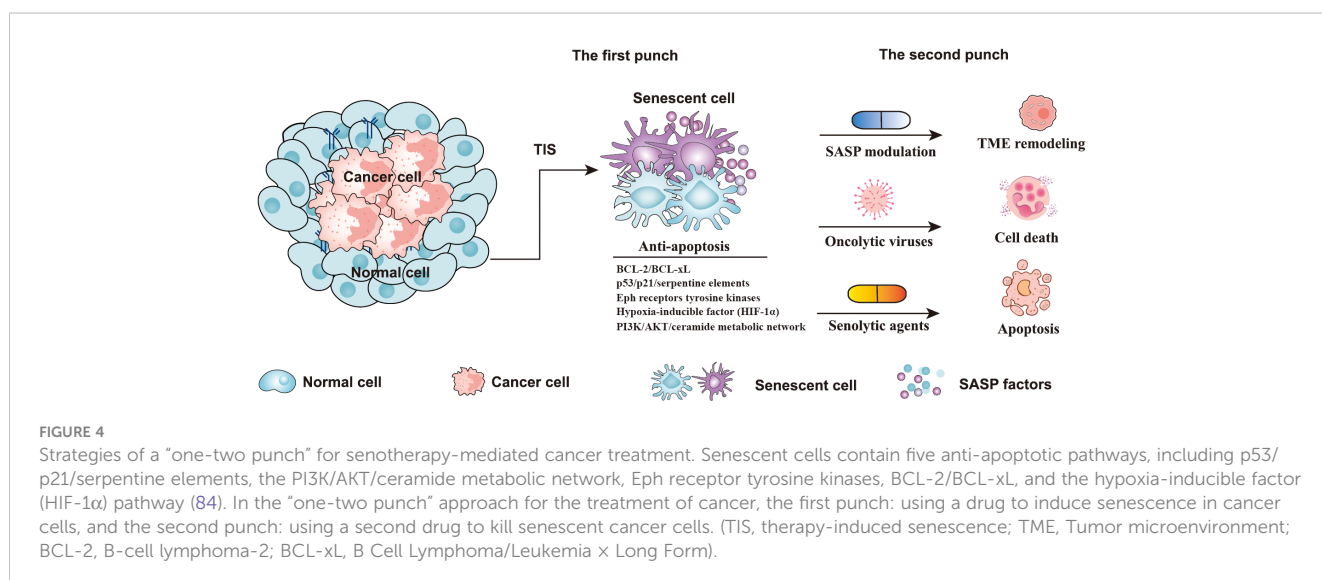 The first punch
The second punch
Senescent cell
SASP modulation
TME remodeling
TIS
Cancer cell
Oncolytic viruses
Cell death
Anti-apoptosis
Normal cell
BCL-2/BCL-xL
p53/p21/serpentine elements
Eph receptors tyrosine kinases
Hypoxia-inducible factor (HIF-1α)
PI3K/AKT/ceramide metabolic network
Senolytic agents
Apoptosis
Normal cell
Cancer cell
Senescent cell
SASP factors
FIGURE 4
Strategies of a “one-two punch” for senotherapy-mediated cancer treatment. Senescent cells contain five anti-apoptotic pathways, including p53/
p21/serpentine elements, the PI3K/AKT/ceramide metabolic network, Eph receptor tyrosine kinases, BCL-2/BCL-xL, and the hypoxia-inducible factor
(HIF-1α) pathway (84). In the “one-two punch” approach for the treatment of cancer, the first punch: using a drug to induce senescence in cancer
cells, and the second punch: using a second drug to kill senescent cancer cells. (TIS, therapy-induced senescence; TME, Tumor microenvironment;
BCL-2, B-cell lymphoma-2; BCL-xL, B Cell Lymphoma/Leukemia × Long Form).